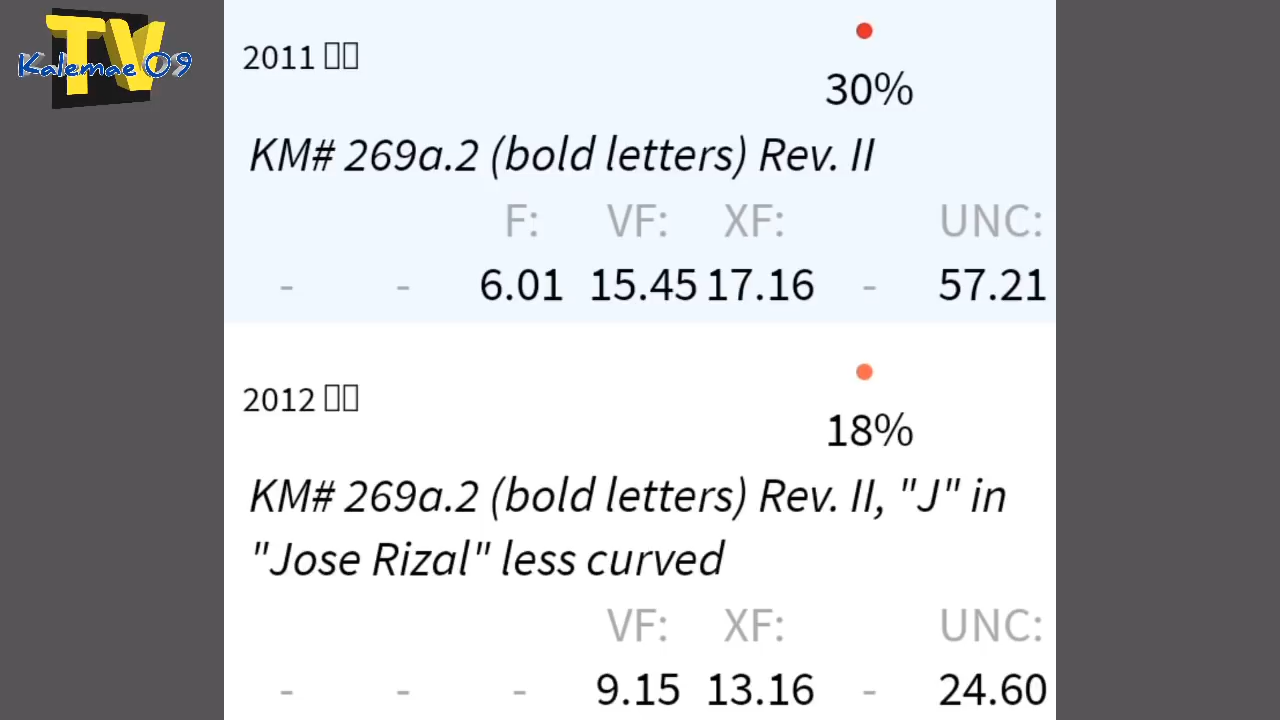 TV
Kalemae 09
2011
30%
KM# 269a.2 (bold letters) Rev. II
F: VF: XF: UNC:
- - 6.01 15.45 17.16 - 57.21
2012
18%
KM# 269a.2 (bold letters) Rev. II, "J" in
"Jose Rizal" less curved
VF: XF: UNC:
- - - 9.15 13.16 - 24.60